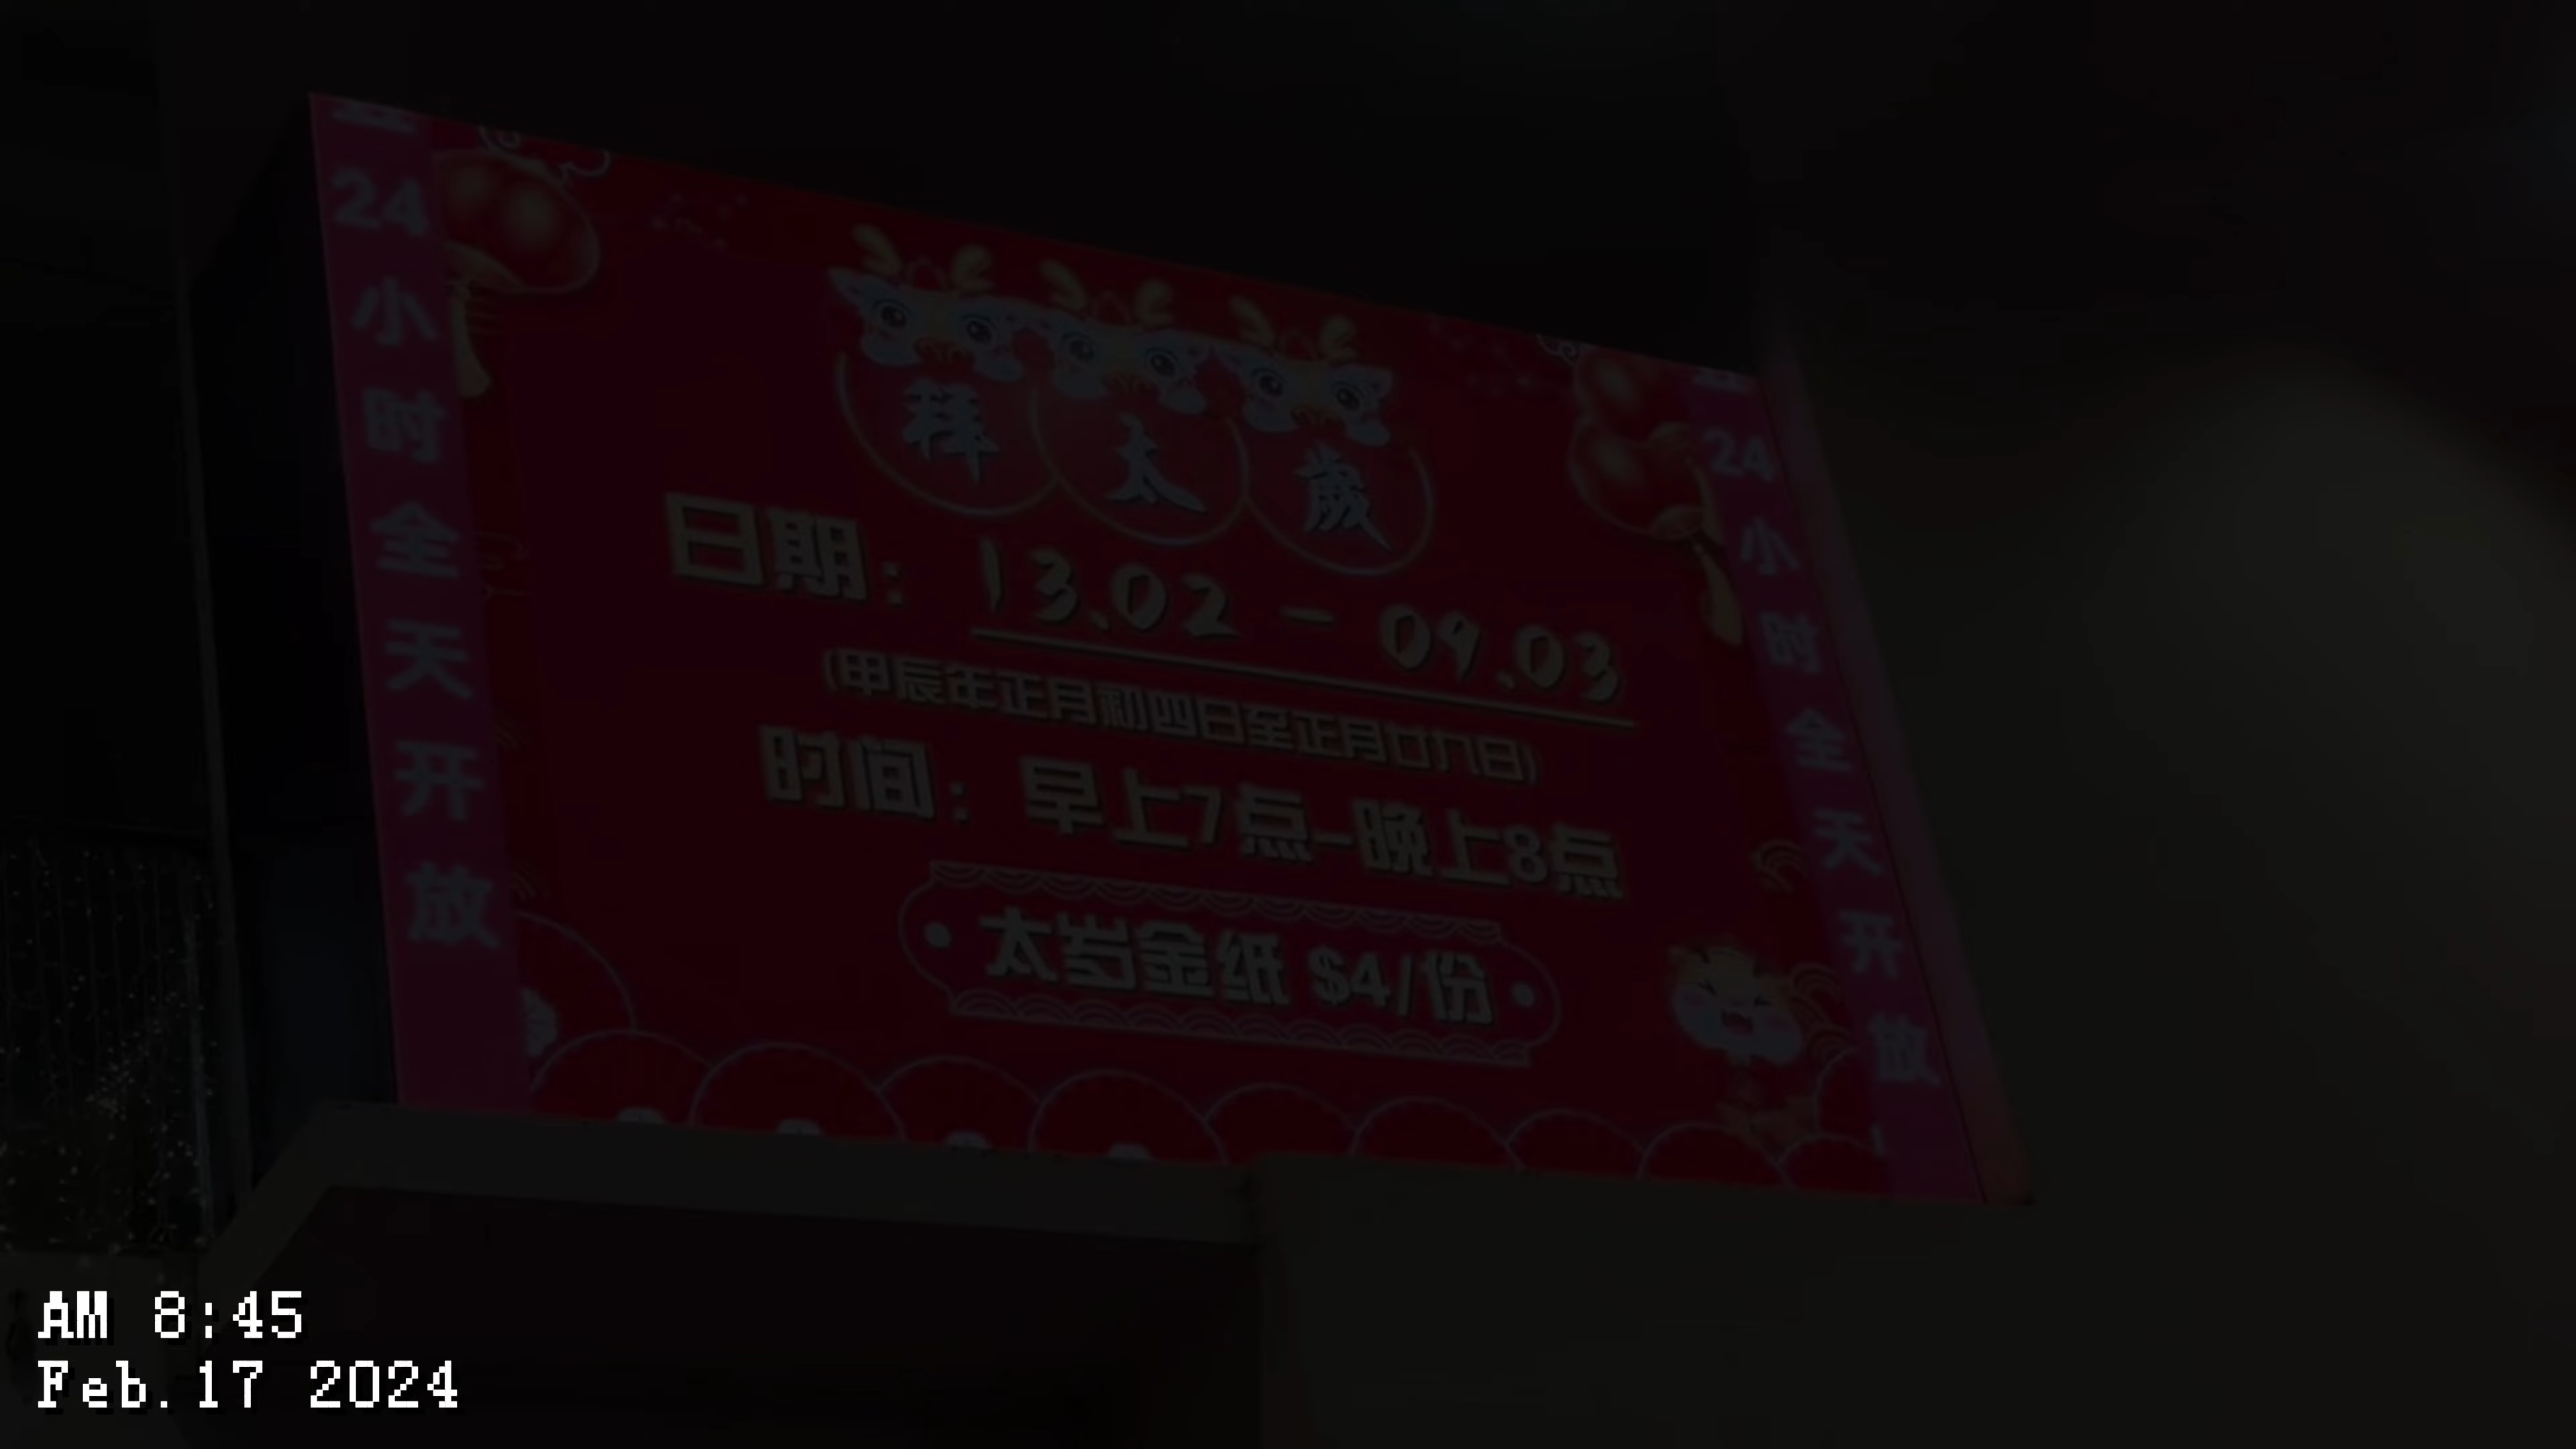 24小时全天开放
拜太歲
日期：13.02 - 09.03
(甲辰年正月初四日至正月廿九日)
时间：早上7点-晚上8点
太岁金纸 $4/份
24小时全天开放
AM 8:45
Feb.17 2024